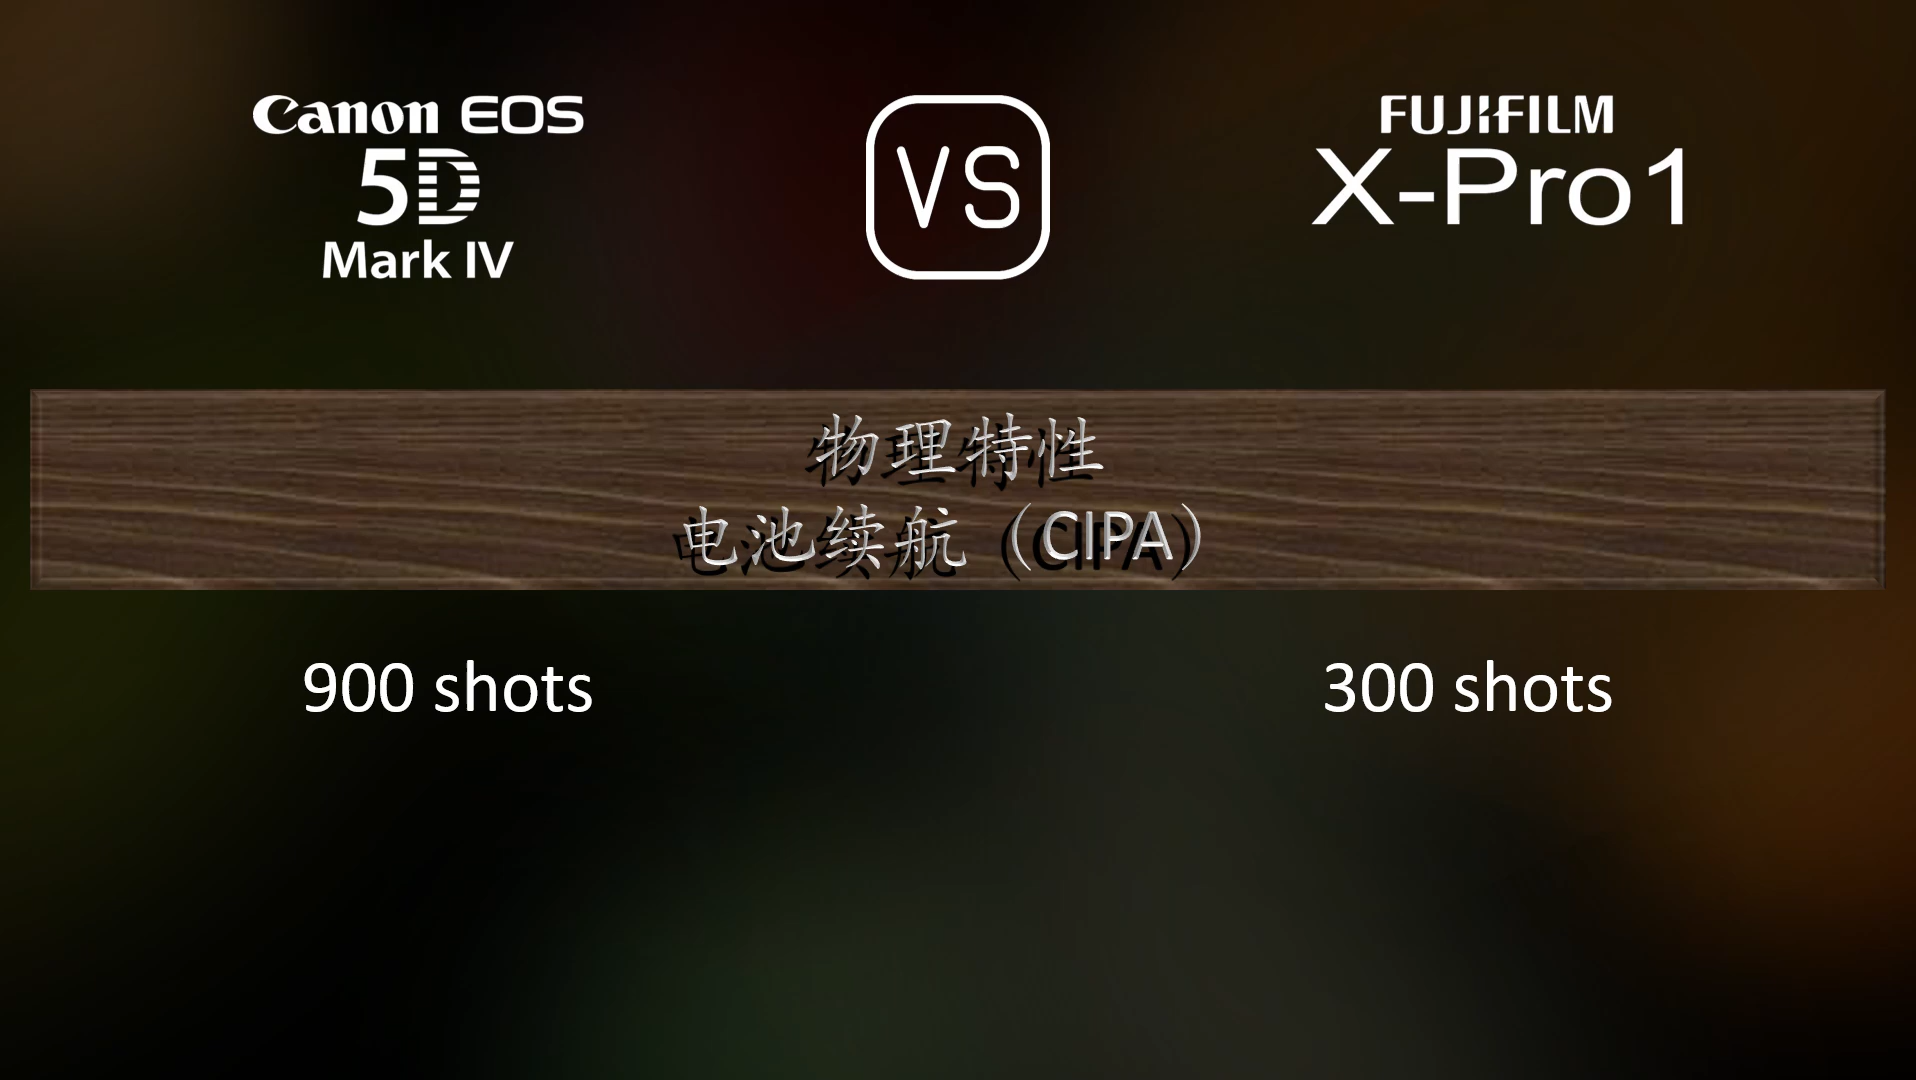 Canon EOS
5D
Mark IV
VS
FUJIFILM
X-Pro1
物理特性
电池续航（CIPA）
900 shots
300 shots